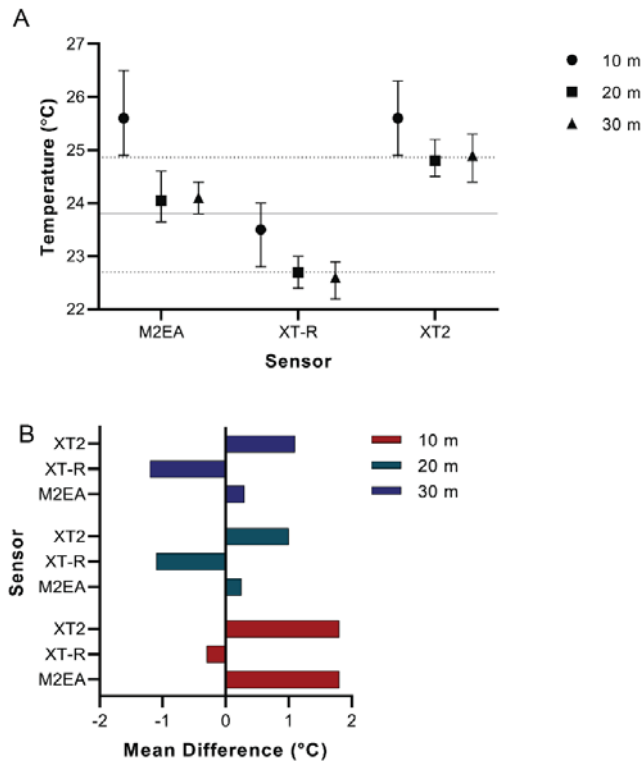 A
27
26
25
24
23
22
Temperature (°C)
M2EA XT-R XT2
Sensor
10 m
20 m
30 m
B
XT2
XT-R
M2EA
XT2
XT-R
M2EA
XT2
XT-R
M2EA
Sensor
-2 -1 0 1 2
Mean Difference (°C)
10 m
20 m
30 m